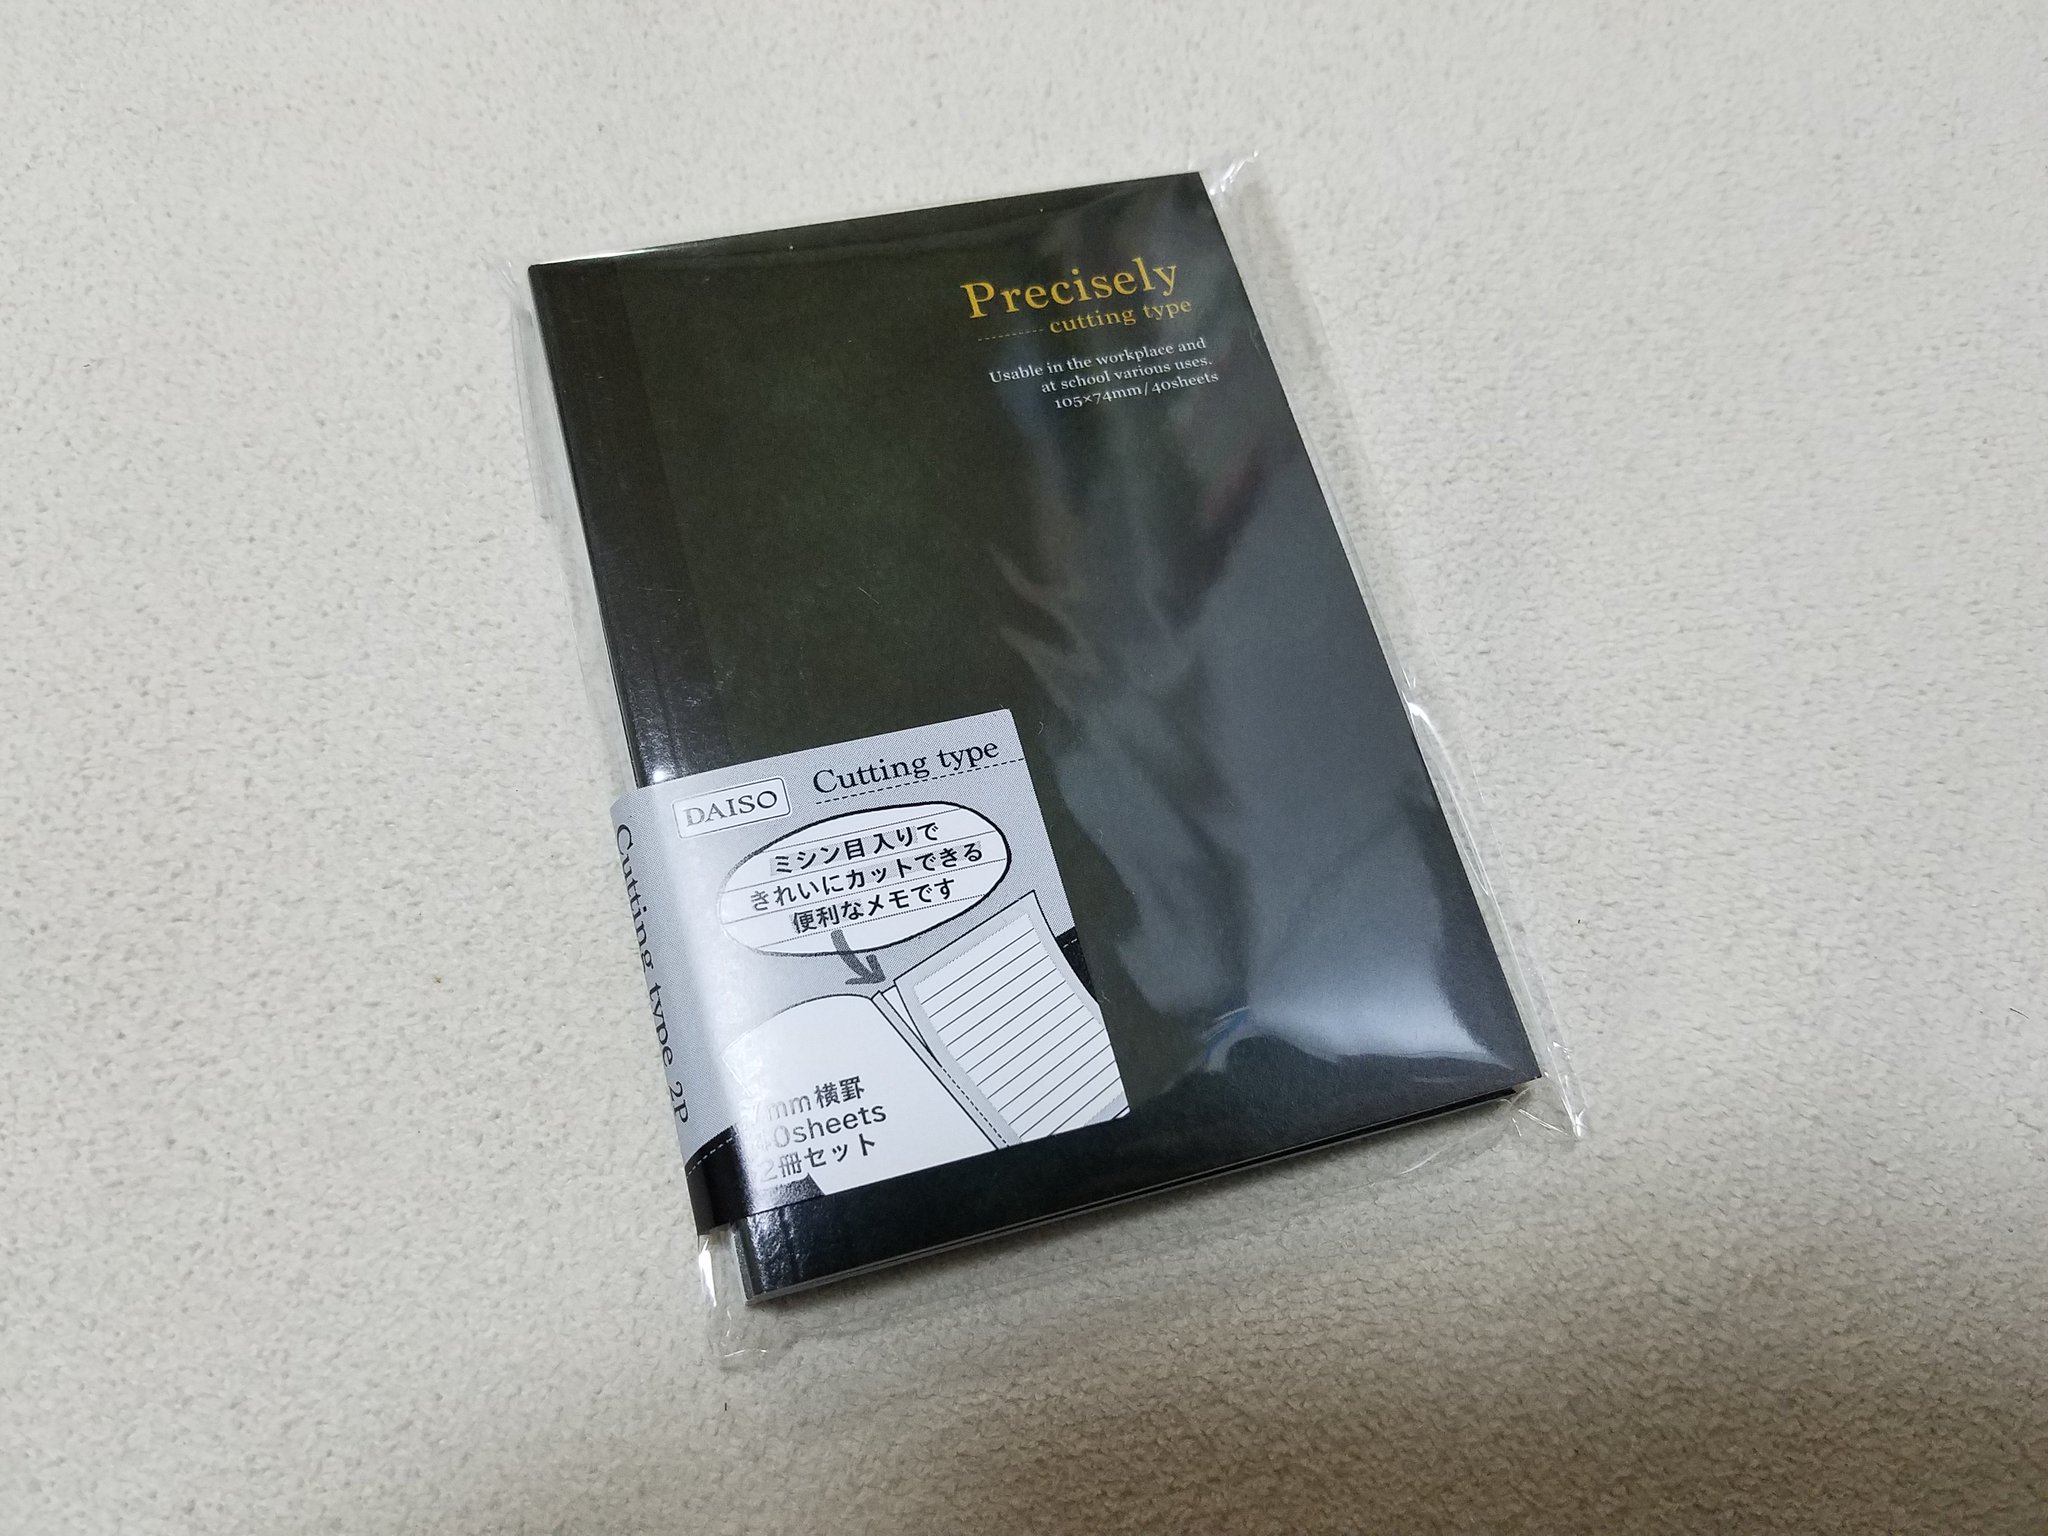 Precisely
cutting type
Usable in the workplace and
at school various uses.
105×74mm/40sheets
DAISO
Cutting type
ミシン目入りで
きれいにカットできる
便利なメモです
7mm横罫
40sheets
2冊セット
Cutting type 2P